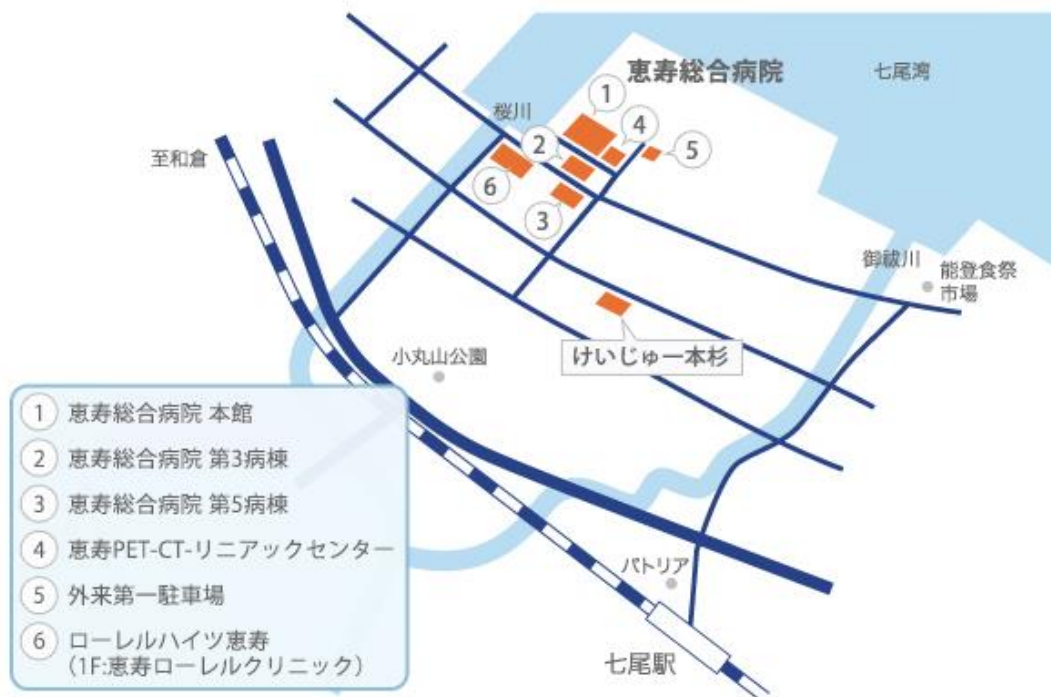 恵寿総合病院
七尾湾
桜川
1
4
2
5
6
3
至和倉
御祓川
能登食祭
市場
けいじゅ一本杉
小丸山公園
1 恵寿総合病院 本館
2 恵寿総合病院 第3病棟
3 恵寿総合病院 第5病棟
4 恵寿PET-CT-リニアックセンター
5 外来第一駐車場
6 ローレルハイツ恵寿
(1F:恵寿ローレルクリニック)
パトリア
七尾駅